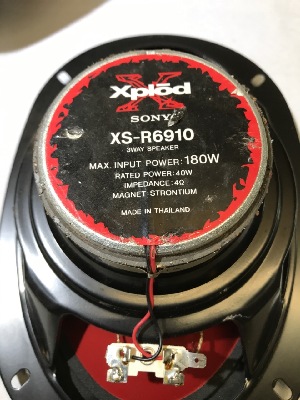 Xplōd
SONY
XS-R6910
3WAY SPEAKER
MAX. INPUT POWER: 180W
RATED POWER: 40W
IMPEDANCE: 4Ω
MAGNET STRONTIUM
MADE IN THAILAND